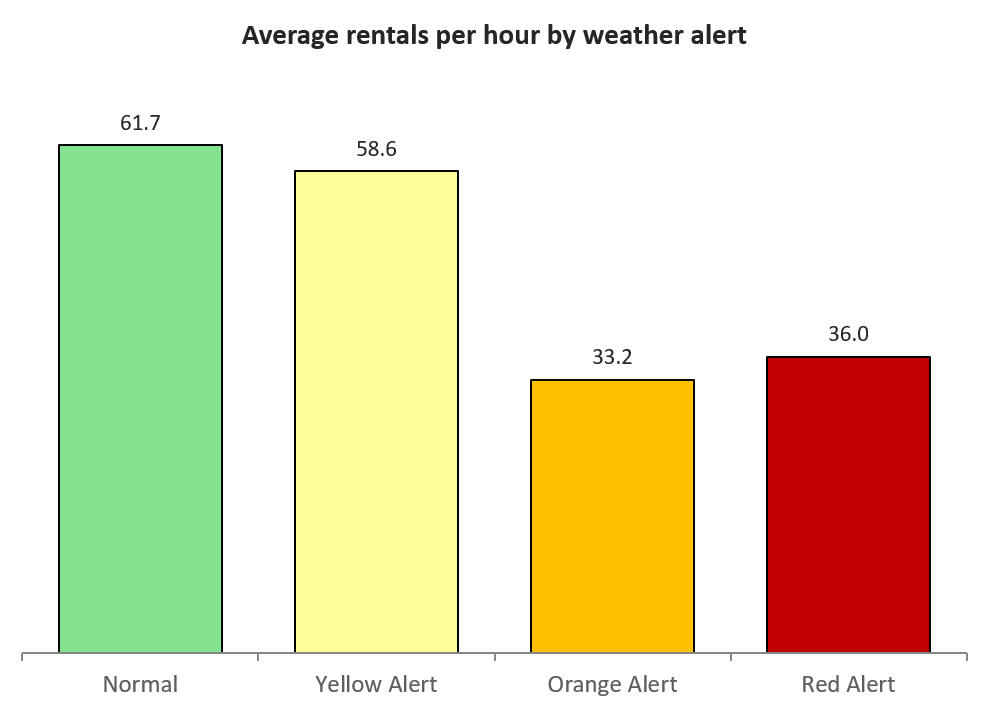 Average rentals per hour by weather alert
61.7
58.6
33.2
36.0
Normal
Yellow Alert
Orange Alert
Red Alert